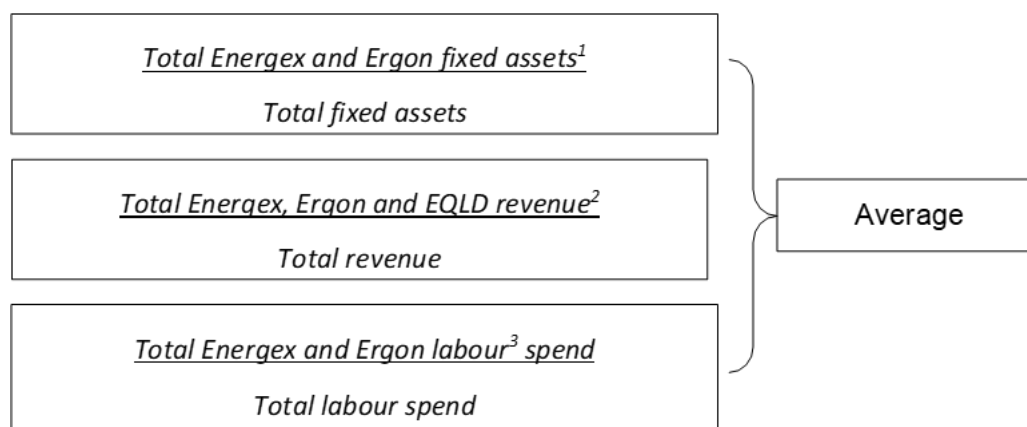 Total Energex and Ergon fixed assets¹
Total fixed assets
Total Energex, Ergon and EQLD revenue²
Total revenue
Average
Total Energex and Ergon labour³ spend
Total labour spend